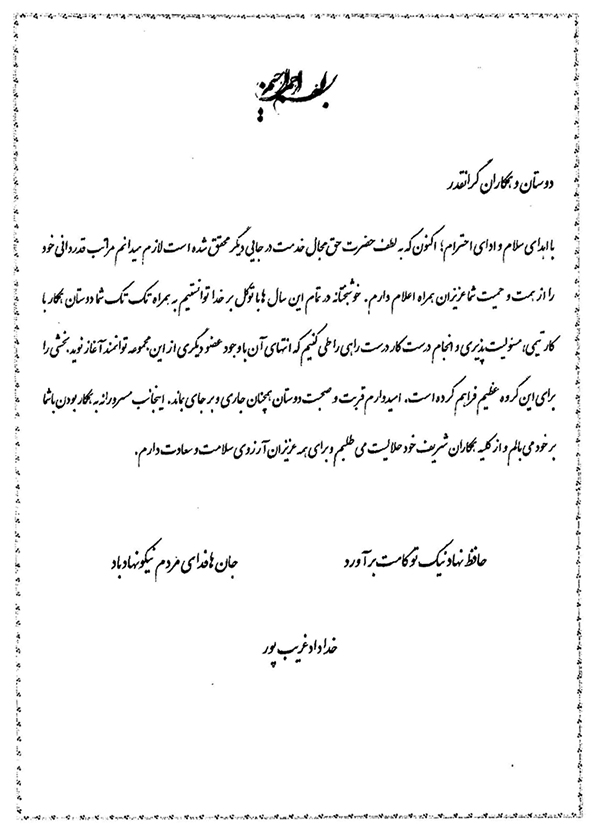 بسم الله الرحمن الرحیم
دوستان و همکاران گرانقدر
با اهدای سلام و ادای احترام؛ اکنون که به لطف حضرت حق مجال خدمت در جایی دیگر محقق شده است لازم میدانم مراتب قدردانی خود
را از همت و حمیت شما عزیزان همراه اعلام دارم. خوشبختانه در تمام این سال ها با توکل بر خدا توانستیم به همراه تک تک شما دوستان همکار با
کار تیمی؛ مسئولیت پذیری و انجام درست کار درست راهی را طی کنیم که انتهای آن با وجود عضو دیگری از این مجموعه توانمند آغاز نوید بخشی را
برای این گروه عظیم فراهم کرده است. امیدوارم قربت و صحبت دوستان همچنان جاری و بر جای بماند. اینجانب مسرورانه به همکار بودن با شما
بر خود می بالم و از کلیه همکاران شریف خود حلالیت می طلبم و برای همه عزیزان آرزوی سلامت و سعادت دارم.
حافظ نهاد نیک تو کامت بر آورد جان ها فدای مردم نیکو نهاد باد
خداداد غریب پور